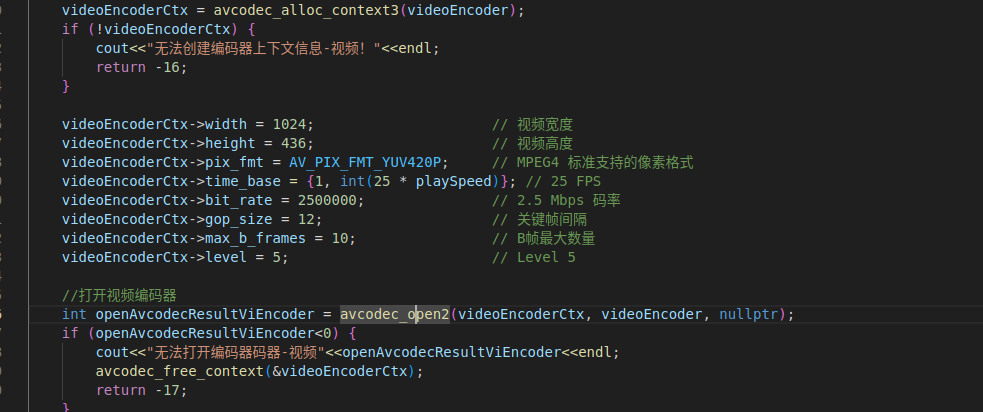 videoEncoderCtx = avcodec_alloc_context3(videoEncoder);
if (!videoEncoderCtx) {
cout<<"无法创建编码器上下文信息-视频！"<<endl;
return -16;
}
videoEncoderCtx->width = 1024; // 视频宽度
videoEncoderCtx->height = 436; // 视频高度
videoEncoderCtx->pix_fmt = AV_PIX_FMT_YUV420P; // MPEG4 标准支持的像素格式
videoEncoderCtx->time_base = {1, int(25 * playSpeed)}; // 25 FPS
videoEncoderCtx->bit_rate = 2500000; // 2.5 Mbps 码率
videoEncoderCtx->gop_size = 12; // 关键帧间隔
videoEncoderCtx->max_b_frames = 10; // B帧最大数量
videoEncoderCtx->level = 5; // Level 5
//打开视频编码器
int openAvcodecResultViEncoder = avcodec_open2(videoEncoderCtx, videoEncoder, nullptr);
if (openAvcodecResultViEncoder<0) {
cout<<"无法打开编码器码器-视频"<<openAvcodecResultViEncoder<<endl;
avcodec_free_context(&videoEncoderCtx);
return -17;
}